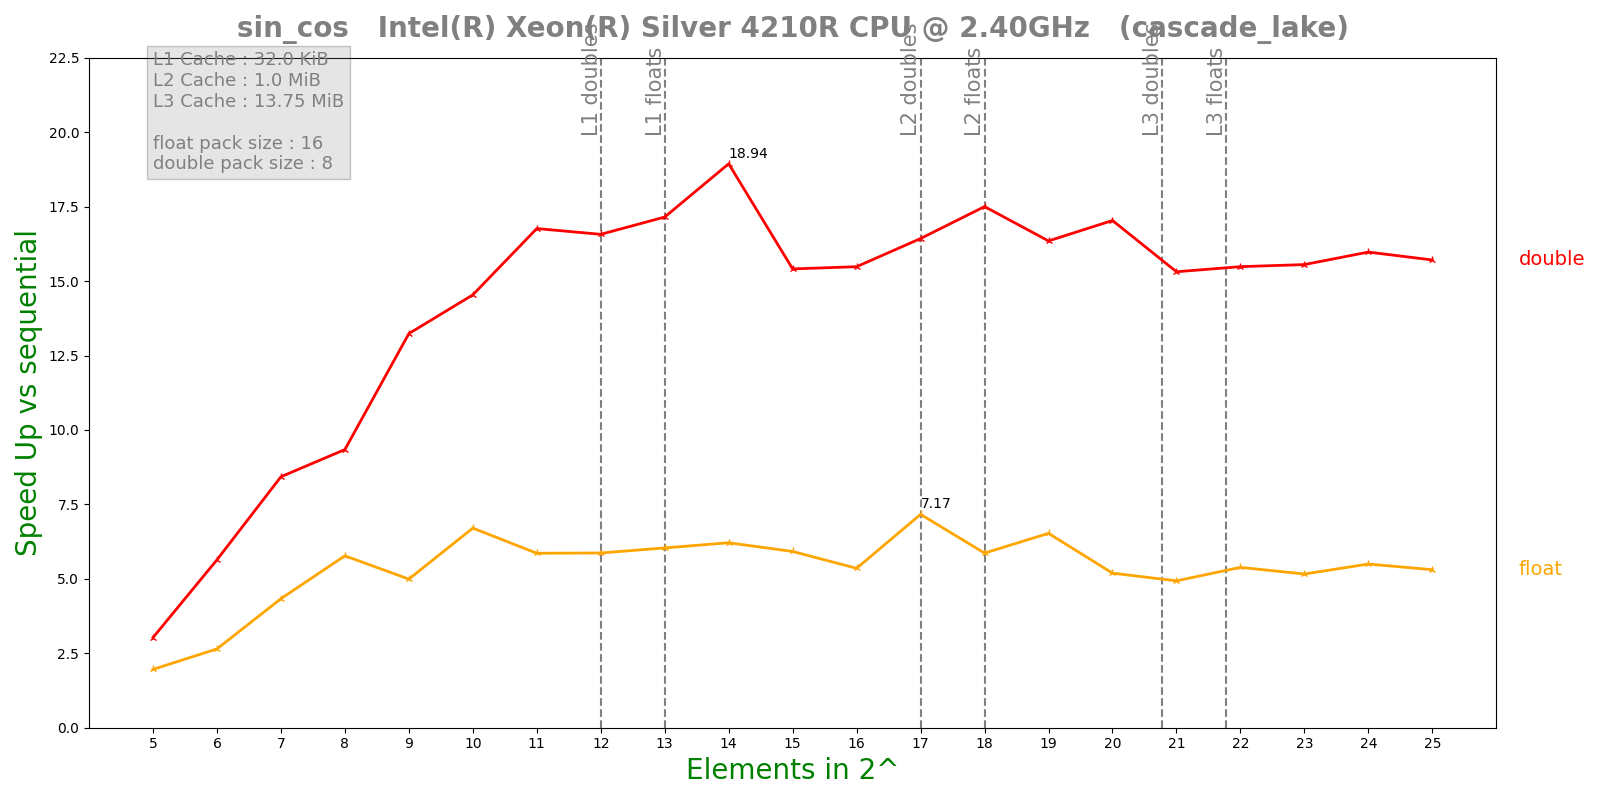 sin_cos   Intel(R) Xeon(R) Silver 4210R CPU @ 2.40GHz   (cascade_lake)
L1 Cache : 32.0 KiB
L2 Cache : 1.0 MiB
L3 Cache : 13.75 MiB
float pack size : 16
double pack size : 8
L1 doubles
L1 floats
L2 doubles
L2 floats
L3 doubles
L3 floats
22.5
20.0
17.5
15.0
12.5
10.0
7.5
5.0
2.5
0.0
Speed Up vs sequential
18.94
7.17
double
float
5 6 7 8 9 10 11 12 13 14 15 16 17 18 19 20 21 22 23 24 25
Elements in 2^